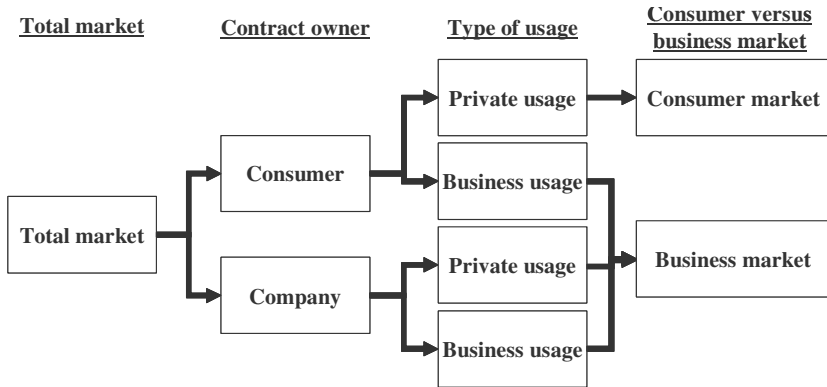 Total market
Contract owner
Type of usage
Consumer versus
business market
Private usage
Consumer market
Consumer
Business usage
Total market
Private usage
Business market
Company
Business usage